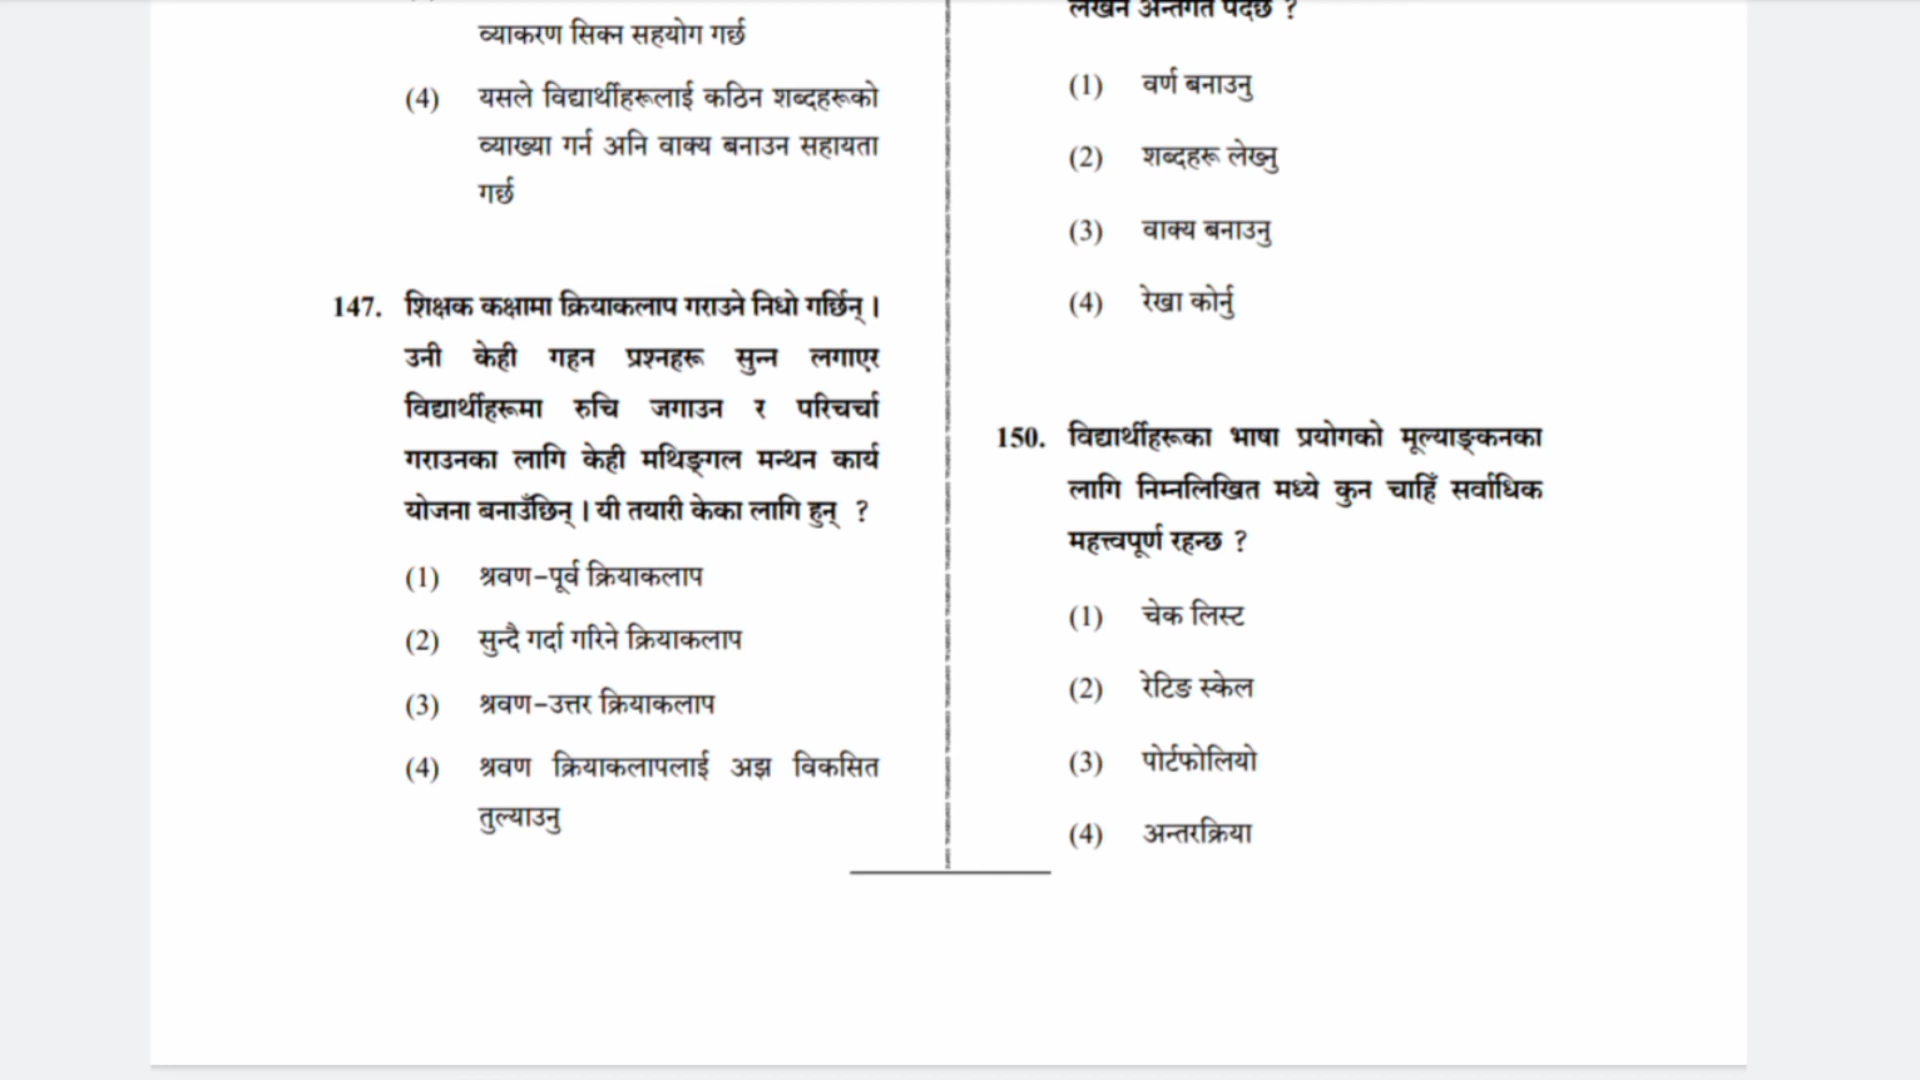 व्याकरण सिक्न सहयोग गर्छ
(4) यसले विद्यार्थीहरूलाई कठिन शब्दहरूको
व्याख्या गर्न अनि वाक्य बनाउन सहायता
गर्छ
147. शिक्षक कक्षामा क्रियाकलाप गराउने निधो गर्छिन् ।
उनी केही गहन प्रश्नहरू सुन्न लगाएर
विद्यार्थीहरूमा रुचि जगाउन र परिचर्चा
गराउनका लागि केही मथिङ्गल मन्थन कार्य
योजना बनाउँछिन् । यी तयारी केका लागि हुन् ?
(1) श्रवण-पूर्व क्रियाकलाप
(2) सुन्दै गर्दा गरिने क्रियाकलाप
(3) श्रवण-उत्तर क्रियाकलाप
(4) श्रवण क्रियाकलापलाई अझ विकसित
तुल्याउनु
लेखन अन्तर्गत पर्दछ ?
(1) वर्ण बनाउनु
(2) शब्दहरू लेख्नु
(3) वाक्य बनाउनु
(4) रेखा कोर्नु
150. विद्यार्थीहरूका भाषा प्रयोगको मूल्याङ्कनका
लागि निम्नलिखित मध्ये कुन चाहिँ सर्वाधिक
महत्त्वपूर्ण रहन्छ ?
(1) चेक लिस्ट
(2) रेटिङ स्केल
(3) पोर्टफोलियो
(4) अन्तरक्रिया